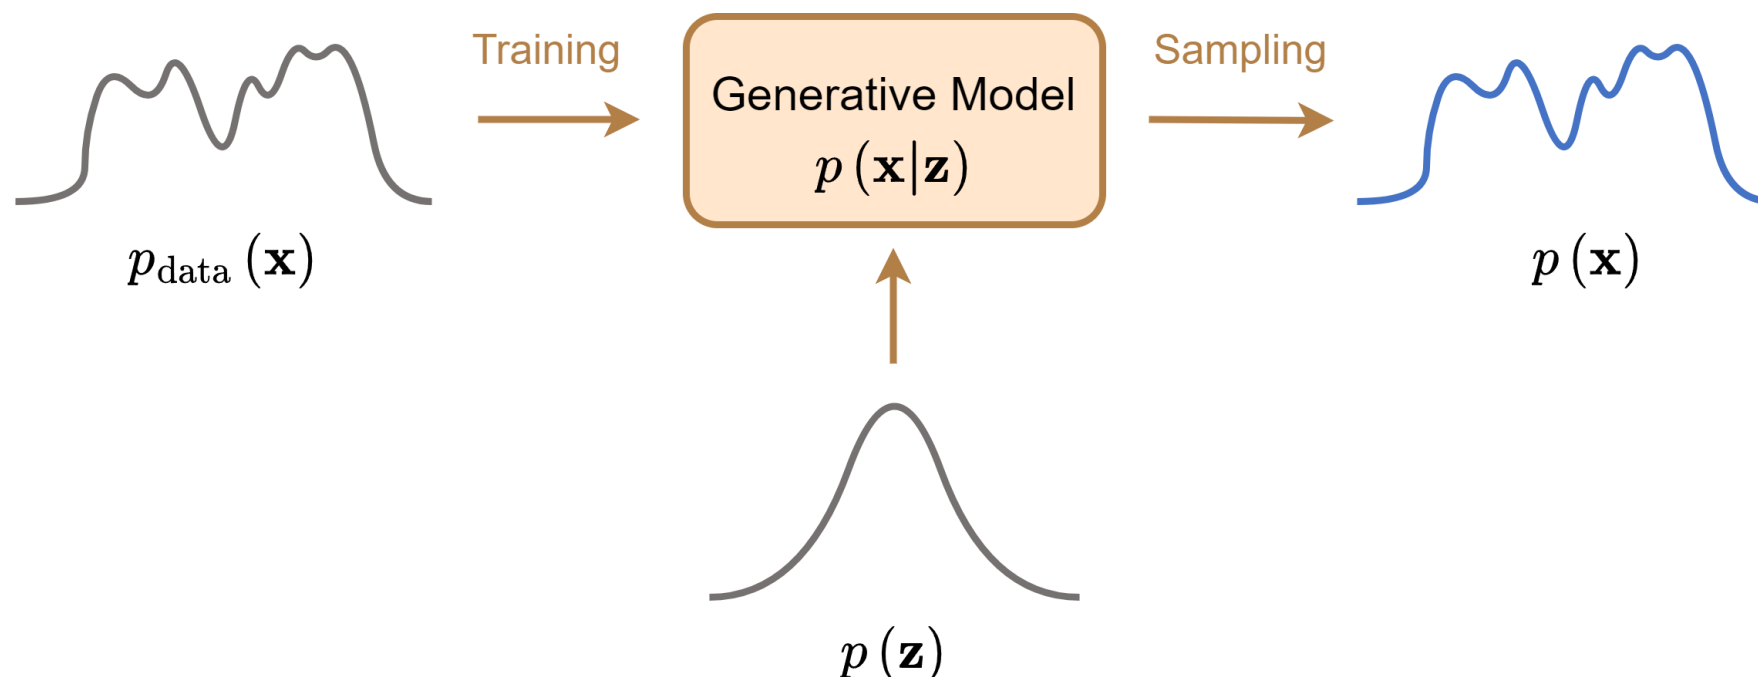 Training
Generative Model
p (x|z)
Sampling
p_data (x)
p (x)
p (z)